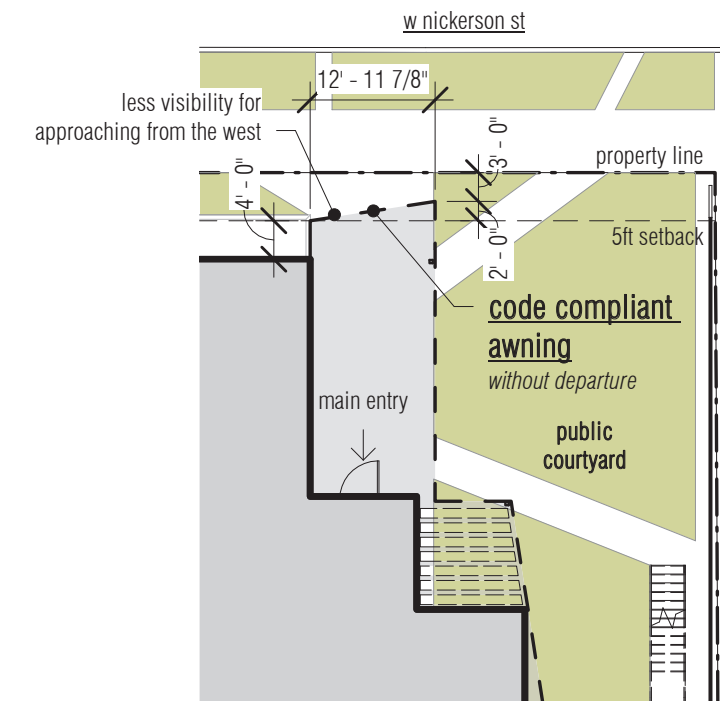 w nickerson st
12' - 11 7/8"
less visibility for
approaching from the west
3' - 0"
property line
4' - 0"
5ft setback
2' - 0"
code compliant
awning
without departure
main entry
public
courtyard